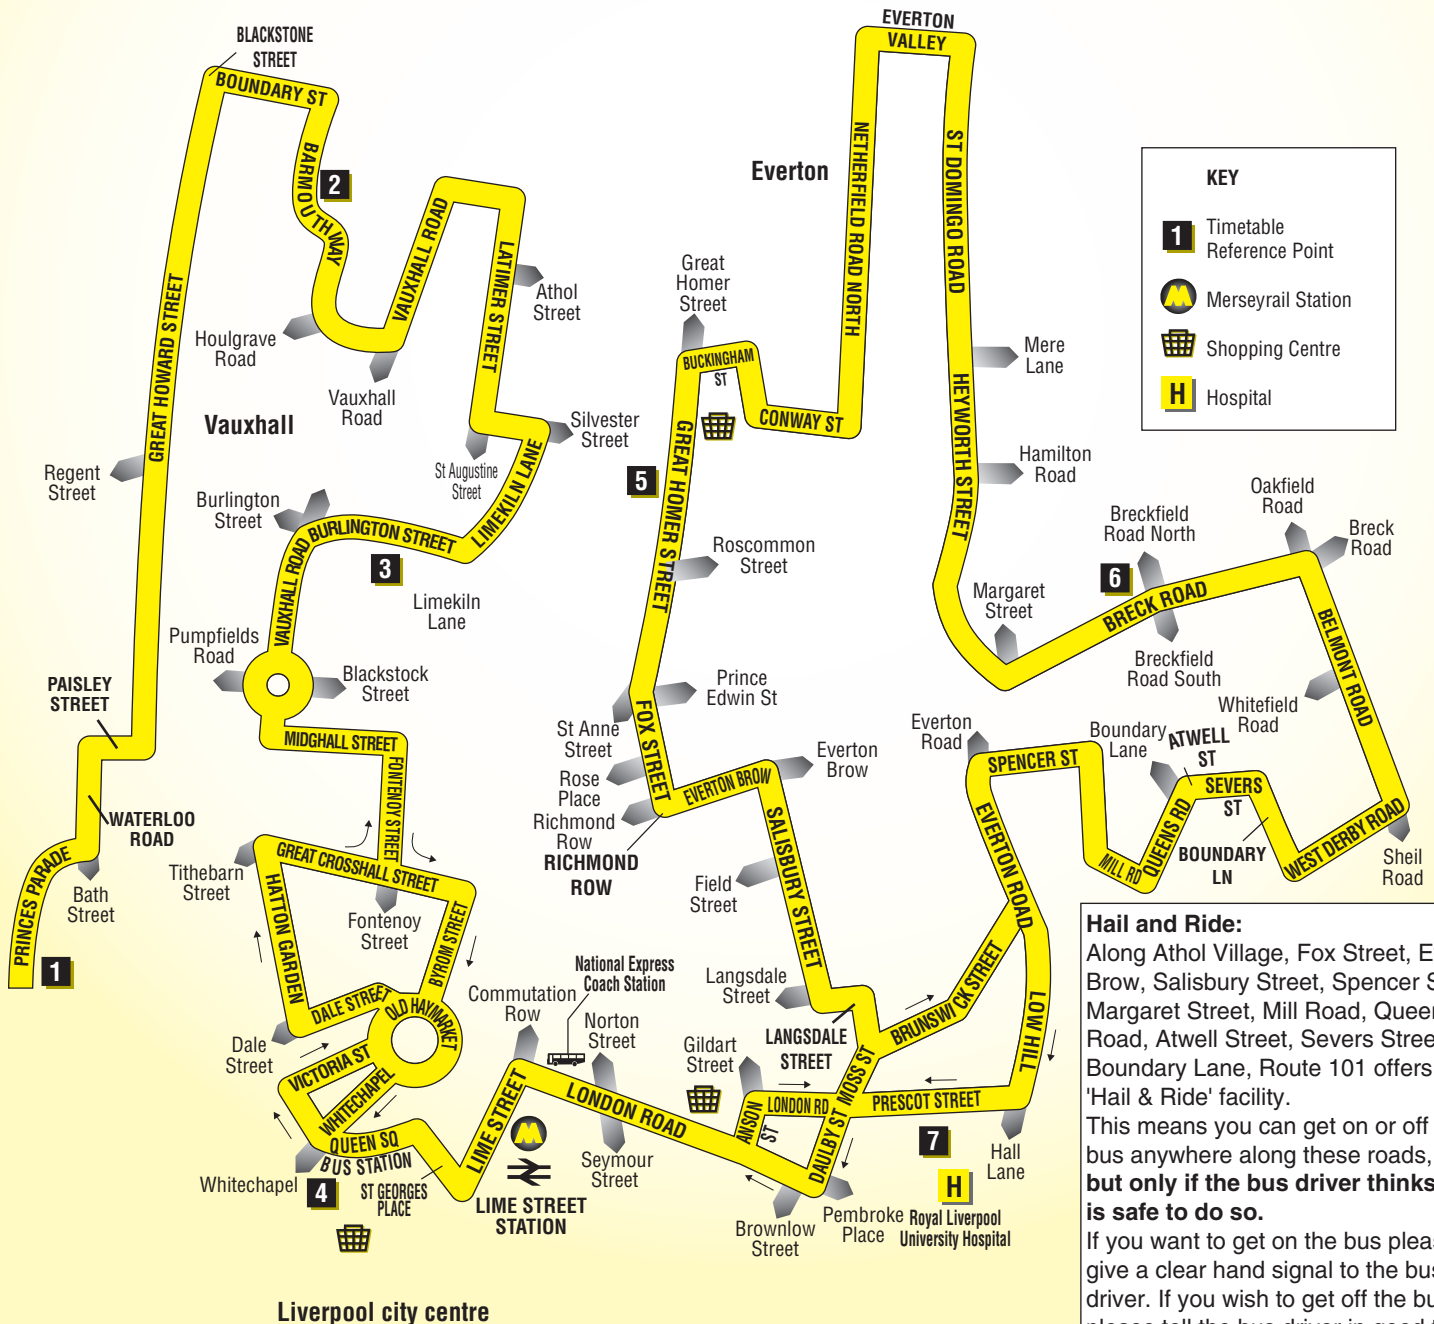 BLACKSTONE
STREET
BOUNDARY ST
BARMOUTH WAY
2
VAUXHALL ROAD
LATIMER STREET
Athol
Street
Houlgrave
Road
Vauxhall
Road
GREAT HOWARD STREET
Vauxhall
Regent
Street
Silvester
Street
St Augustine
Street
LIMEKILN LANE
Burlington
Street
BURLINGTON STREET
3
Limekiln
Lane
VAUXHALL ROAD
Pumpfields
Road
Blackstock
Street
PAISLEY
STREET
MIDGHALL STREET
FONTENOY STREET
WATERLOO
ROAD
PRINCES PARADE
Bath
Street
1
Tithebarn
Street
GREAT CROSSHALL STREET
HATTON GARDEN
Fontenoy
Street
BYROM STREET
DALE STREET
OLD HAYMARKET
Dale
Street
VICTORIA ST
WHITECHAPEL
QUEEN SQ
BUS STATION
Whitechapel
4
ST GEORGES
PLACE
LIME STREET
M
LIME STREET
STATION
Commutation
Row
National Express
Coach Station
Norton
Street
LONDON ROAD
Seymour
Street
Liverpool city centre
EVERTON
VALLEY
Everton
NETHERFIELD ROAD NORTH
ST DOMINGO ROAD
Great
Homer
Street
BUCKINGHAM
ST
CONWAY ST
5
GREAT HOMER STREET
Roscommon
Street
Mere
Lane
HEYWORTH STREET
Hamilton
Road
Prince
Edwin St
St Anne
Street
FOX STREET
Rose
Place
Richmond
Row
RICHMOND
ROW
EVERTON BROW
Everton
Brow
SALISBURY STREET
Field
Street
Langsdale
Street
LANGSDALE
STREET
Gildart
Street
ANSON
ST
LONDON RD
MOSS ST
DAULBY ST
BRUNSWICK STREET
PRESCOT STREET
7
H
Royal Liverpool
University Hospital
Hall
Lane
Brownlow
Street
Pembroke
Place
LOW HILL
EVERTON ROAD
Everton
Road
SPENCER ST
MILL RD
QUEENS RD
Boundary
Lane
ATWELL
ST
SEVERS
ST
BOUNDARY
LN
WEST DERBY ROAD
Sheil
Road
BELMONT ROAD
Whitefield
Road
Margaret
Street
BRECK ROAD
6
Breckfield
Road North
Breckfield
Road South
Oakfield
Road
Breck
Road
KEY
1
Timetable
Reference Point
M
Merseyrail Station
Shopping Centre
H
Hospital
Hail and Ride:
Along Athol Village, Fox Street, E
Brow, Salisbury Street, Spencer S
Margaret Street, Mill Road, Queen
Road, Atwell Street, Severs Stree
Boundary Lane, Route 101 offers
'Hail & Ride' facility.
This means you can get on or off
bus anywhere along these roads,
but only if the bus driver thinks
is safe to do so.
If you want to get on the bus pleas
give a clear hand signal to the bus
driver. If you wish to get off the bu
please tell the bus driver in good t